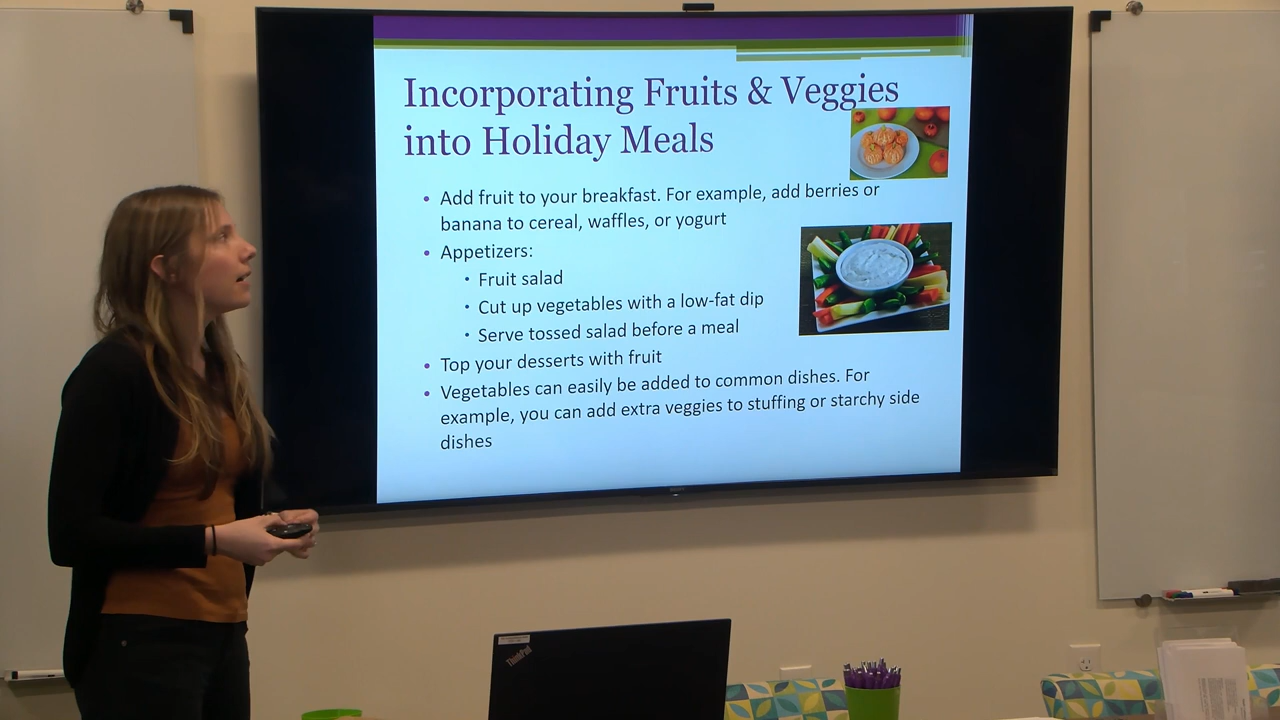 Incorporating Fruits & Veggies
into Holiday Meals
• Add fruit to your breakfast. For example, add berries or
banana to cereal, waffles, or yogurt
• Appetizers:
• Fruit salad
• Cut up vegetables with a low-fat dip
• Serve tossed salad before a meal
• Top your desserts with fruit
• Vegetables can easily be added to common dishes. For
example, you can add extra veggies to stuffing or starchy side
dishes
ThinkPad